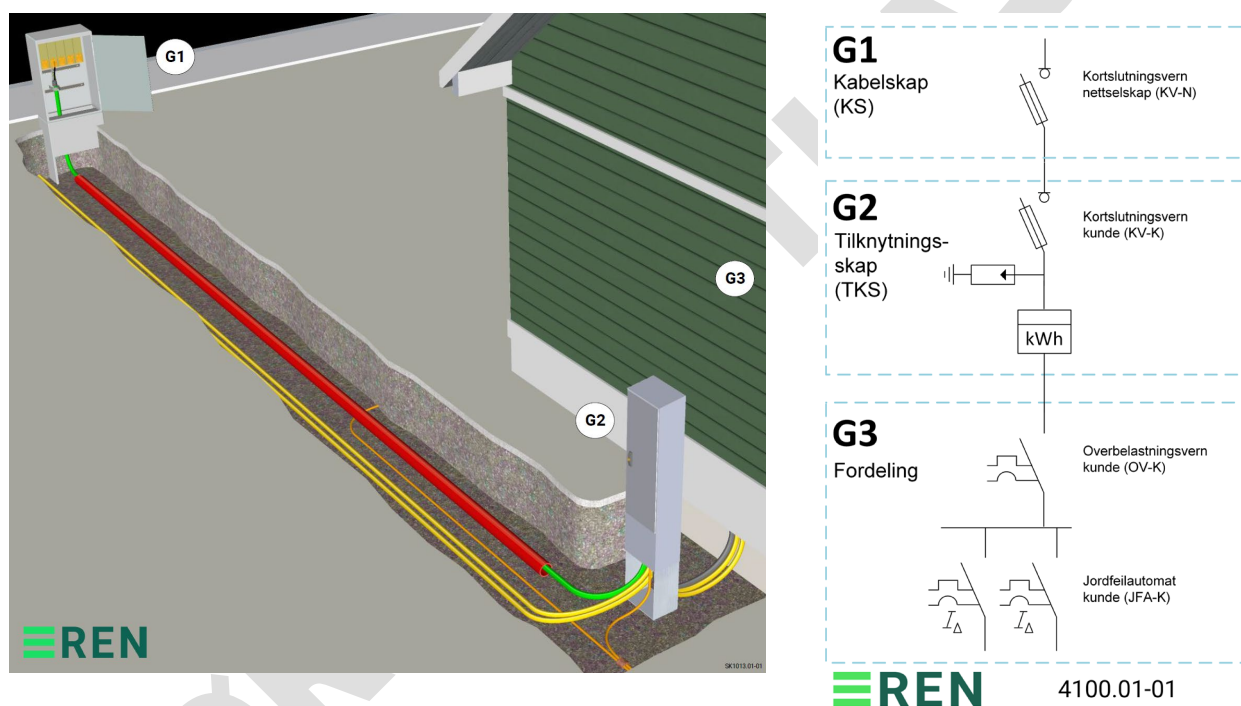 G1
G3
G2
REN
SK1013.01-01
G1
Kabelskap
(KS)
Kortslutningsvern
nettselskap (KV-N)
G2
Tilknytnings-
skap
(TKS)
Kortslutningsvern
kunde (KV-K)
kWh
G3
Fordeling
Overbelastningsvern
kunde (OV-K)
Jordfeilautomat
kunde (JFA-K)
I∆ I∆
REN
4100.01-01